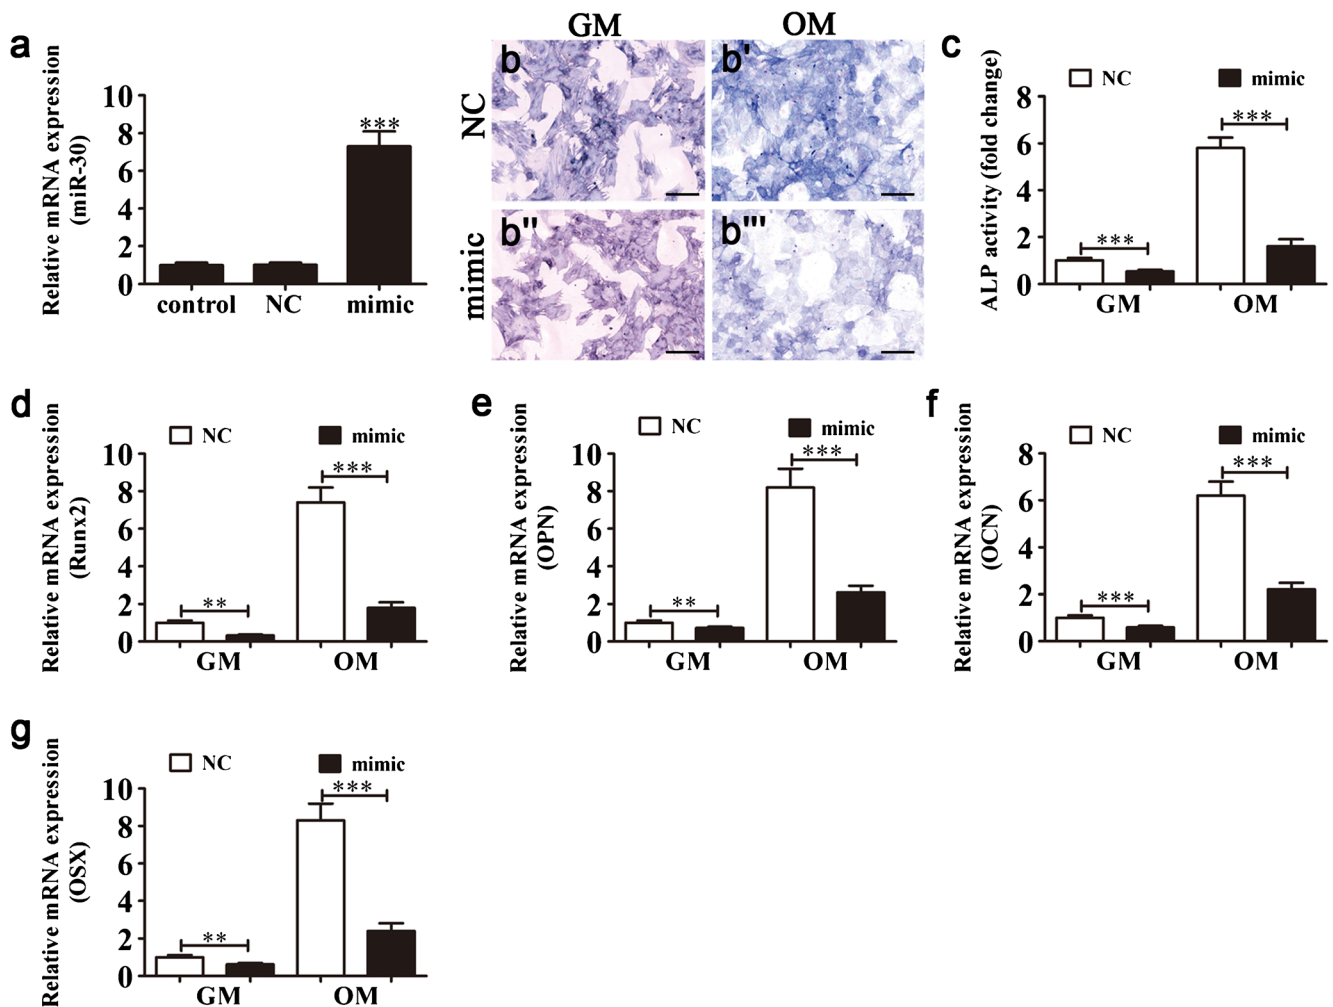 a
Relative mRNA expression
(miR-30)
10
8
6
4
2
0
***
control NC mimic
GM OM
NC
mimic
b b'
b'' b'''
c
ALP activity (fold change)
NC mimic
8
6
4
2
0
***
***
GM OM
d
Relative mRNA expression
(Runx2)
NC mimic
10
8
6
4
2
0
**
***
GM OM
e
Relative mRNA expression
(OPN)
NC mimic
10
8
6
4
2
0
**
***
GM OM
f
Relative mRNA expression
(OCN)
NC mimic
8
6
4
2
0
***
***
GM OM
g
Relative mRNA expression
(OSX)
NC mimic
10
8
6
4
2
0
**
***
GM OM